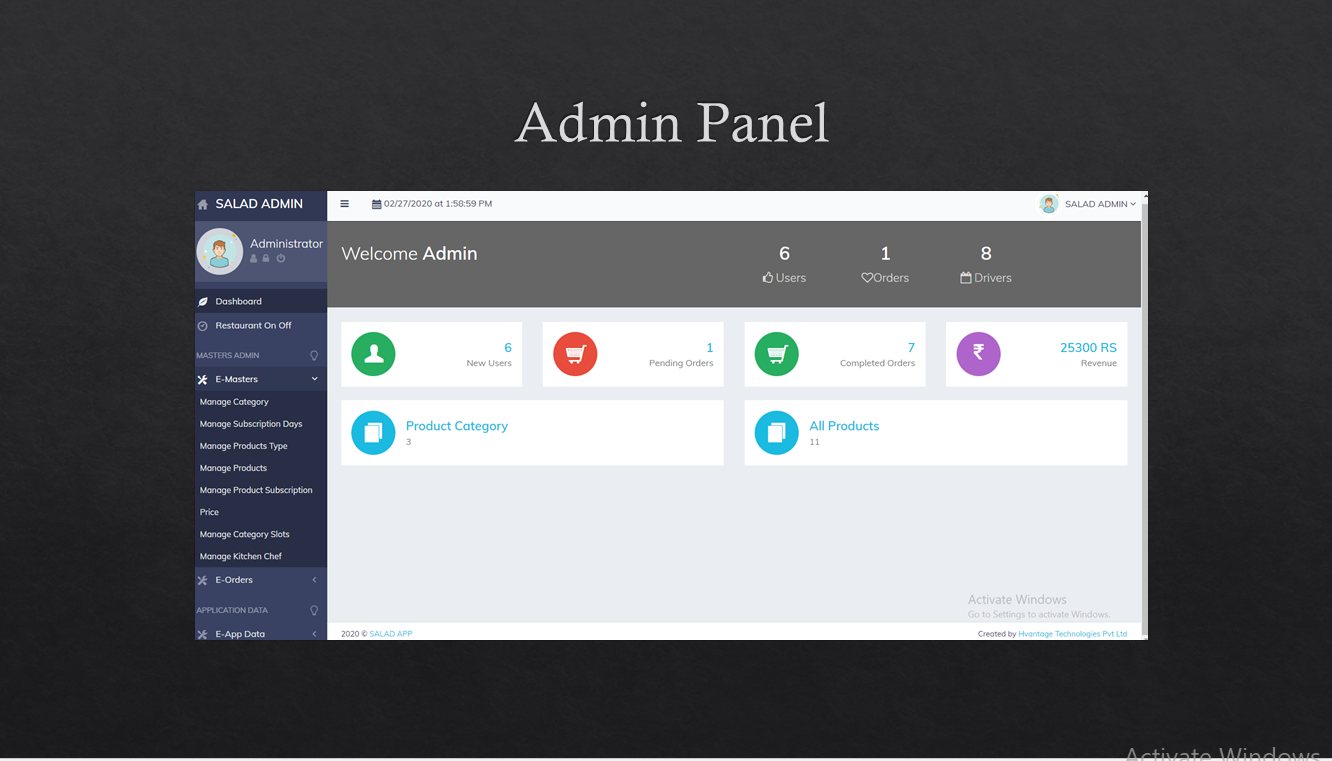 Admin Panel
SALAD ADMIN
02/27/2020 at 1:58:59 PM
SALAD ADMIN
Administrator
Dashboard
Restaurant On Off
MASTERS ADMIN
E-Masters
Manage Category
Manage Subscription Days
Manage Products Type
Manage Products
Manage Product Subscription
Price
Manage Category Slots
Manage Kitchen Chef
E-Orders
APPLICATION DATA
E-App Data
Welcome Admin
6
Users
1
Orders
8
Drivers
6
New Users
1
Pending Orders
7
Completed Orders
25300 RS
Revenue
Product Category
3
All Products
11
Activate Windows
Go to Settings to activate Windows.
2020 © SALAD APP
Created by Hvantage Technologies Pvt Ltd
Activate Windows